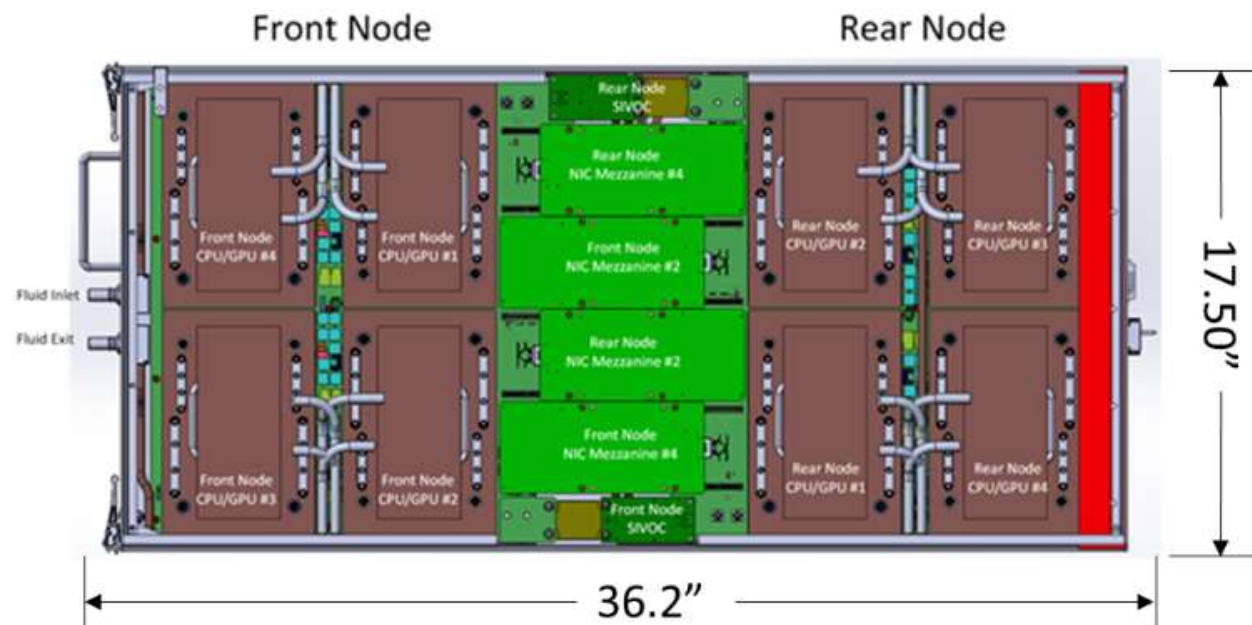 Front Node
Rear Node
Rear Node
SIVOC
Rear Node
NIC Mezzanine #4
Front Node
CPU/GPU #4
Front Node
CPU/GPU #1
Front Node
NIC Mezzanine #2
Rear Node
CPU/GPU #2
Rear Node
CPU/GPU #3
Fluid Inlet
Fluid Exit
Rear Node
NIC Mezzanine #2
17.50”
Front Node
NIC Mezzanine #4
Front Node
CPU/GPU #3
Front Node
CPU/GPU #2
Rear Node
CPU/GPU #1
Rear Node
CPU/GPU #4
Front Node
SIVOC
36.2”